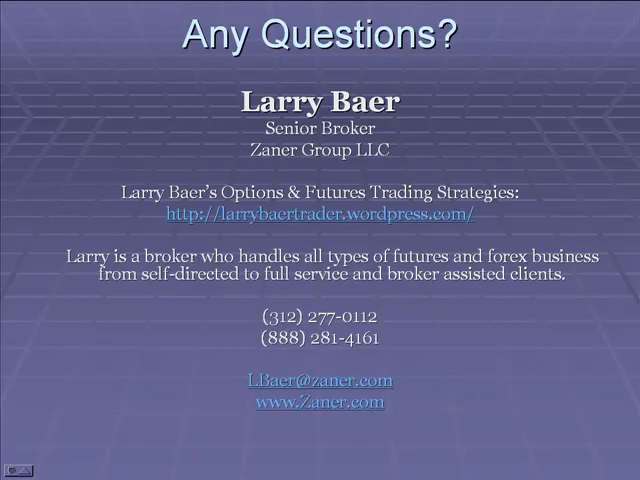 Any Questions?
Larry Baer
Senior Broker
Zaner Group LLC
Larry Baer's Options & Futures Trading Strategies:
http://larrybaertrader.wordpress.com/
Larry is a broker who handles all types of futures and forex business
from self-directed to full service and broker assisted clients.
(312) 277-0112
(888) 281-4161
LBaer@zaner.com
www.Zaner.com